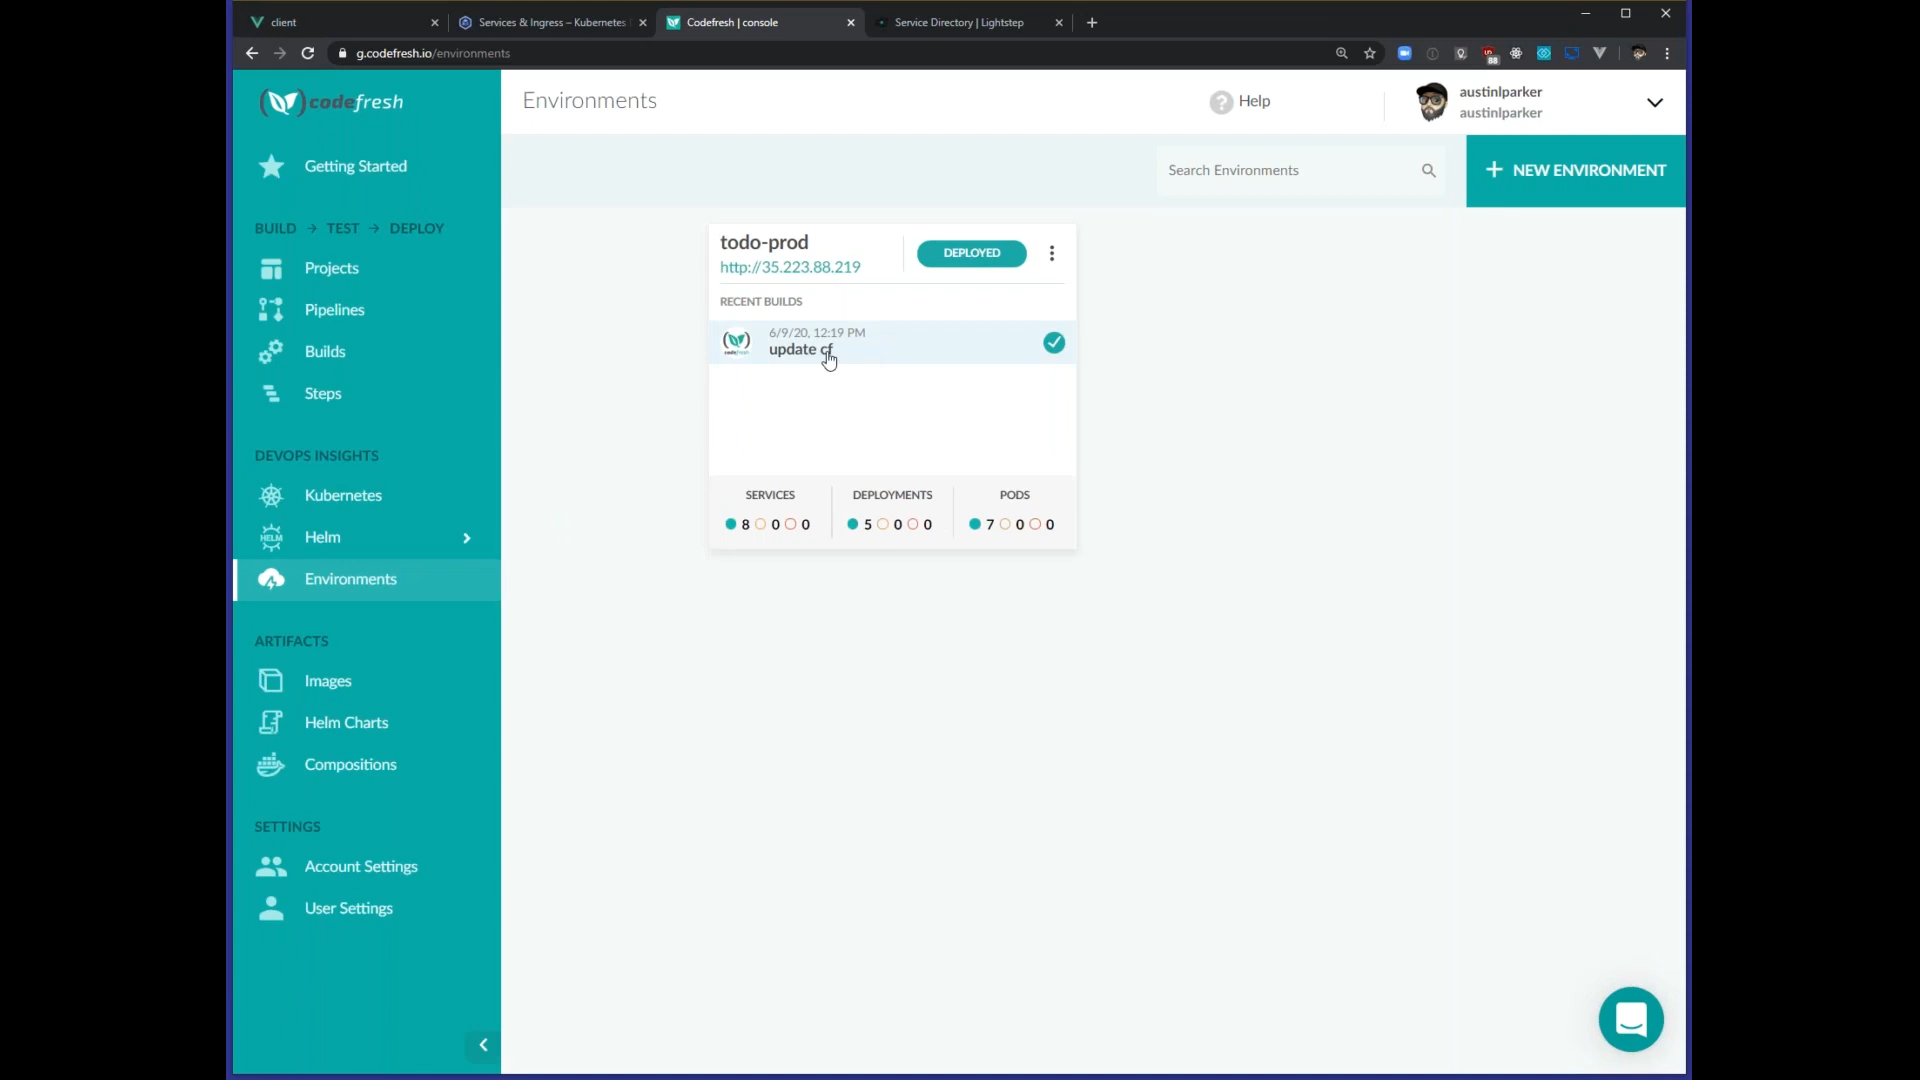 client
Services & Ingress – Kubernetes
Codefresh | console
Service Directory | Lightstep
g.codefresh.io/environments
88
codefresh
Environments
Help
austinlparker
austinlparker
Getting Started
Search Environments
NEW ENVIRONMENT
BUILD → TEST → DEPLOY
Projects
Pipelines
Builds
Steps
todo-prod
http://35.223.88.219
DEPLOYED
RECENT BUILDS
6/9/20, 12:19 PM
update cf
SERVICES
8 0 0
DEPLOYMENTS
5 0 0
PODS
7 0 0
DEVOPS INSIGHTS
Kubernetes
HELM
Helm
Environments
ARTIFACTS
Images
Helm Charts
Compositions
SETTINGS
Account Settings
User Settings